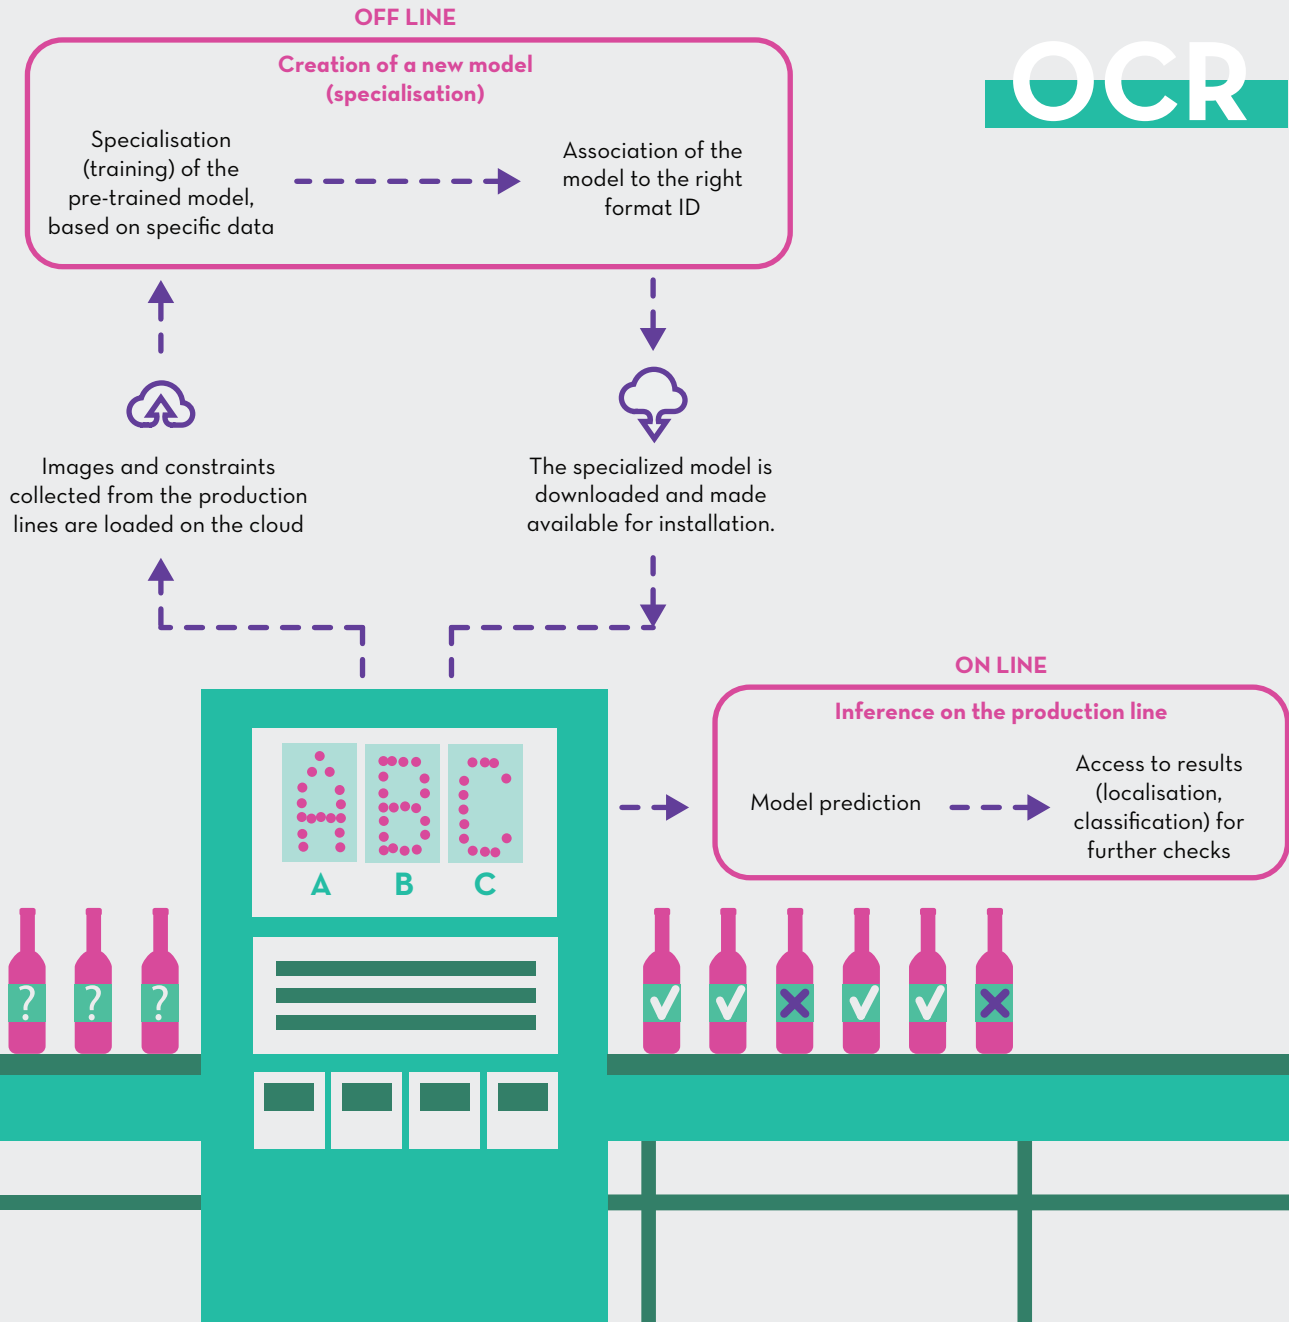 OFF LINE
OCR
Creation of a new model
(specialisation)
Specialisation
(training) of the
pre-trained model,
based on specific data
Association of the
model to the right
format ID
Images and constraints
collected from the production
lines are loaded on the cloud
The specialized model is
downloaded and made
available for installation.
ON LINE
Inference on the production line
Model prediction
Access to results
(localisation,
classification) for
further checks
A B C
A B C
? ? ?